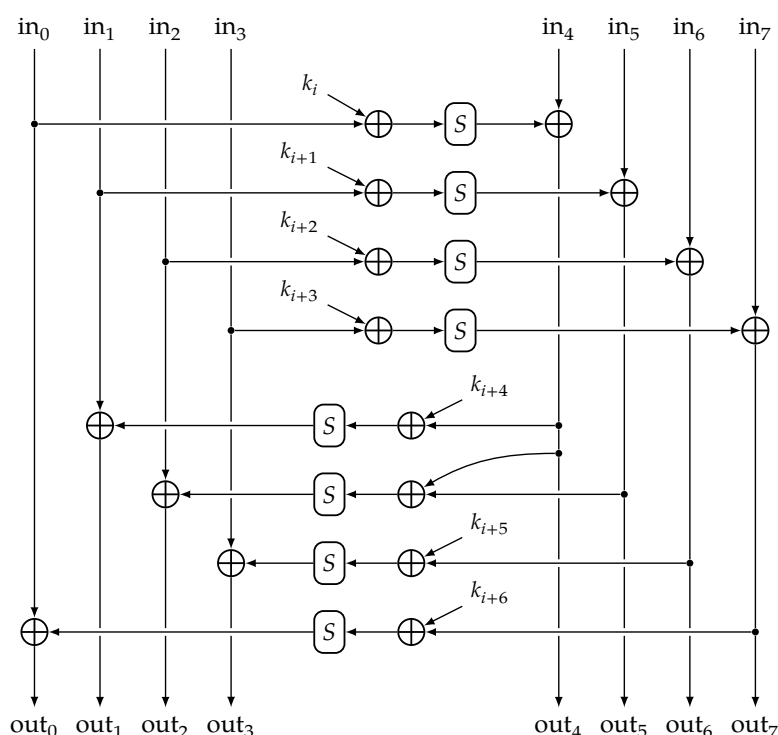 in₀ in₁ in₂ in₃ in₄ in₅ in₆ in₇
kᵢ
S
kᵢ₊₁
S
kᵢ₊₂
S
kᵢ₊₃
S
kᵢ₊₄
S
S
kᵢ₊₅
S
kᵢ₊₆
S
out₀ out₁ out₂ out₃ out₄ out₅ out₆ out₇